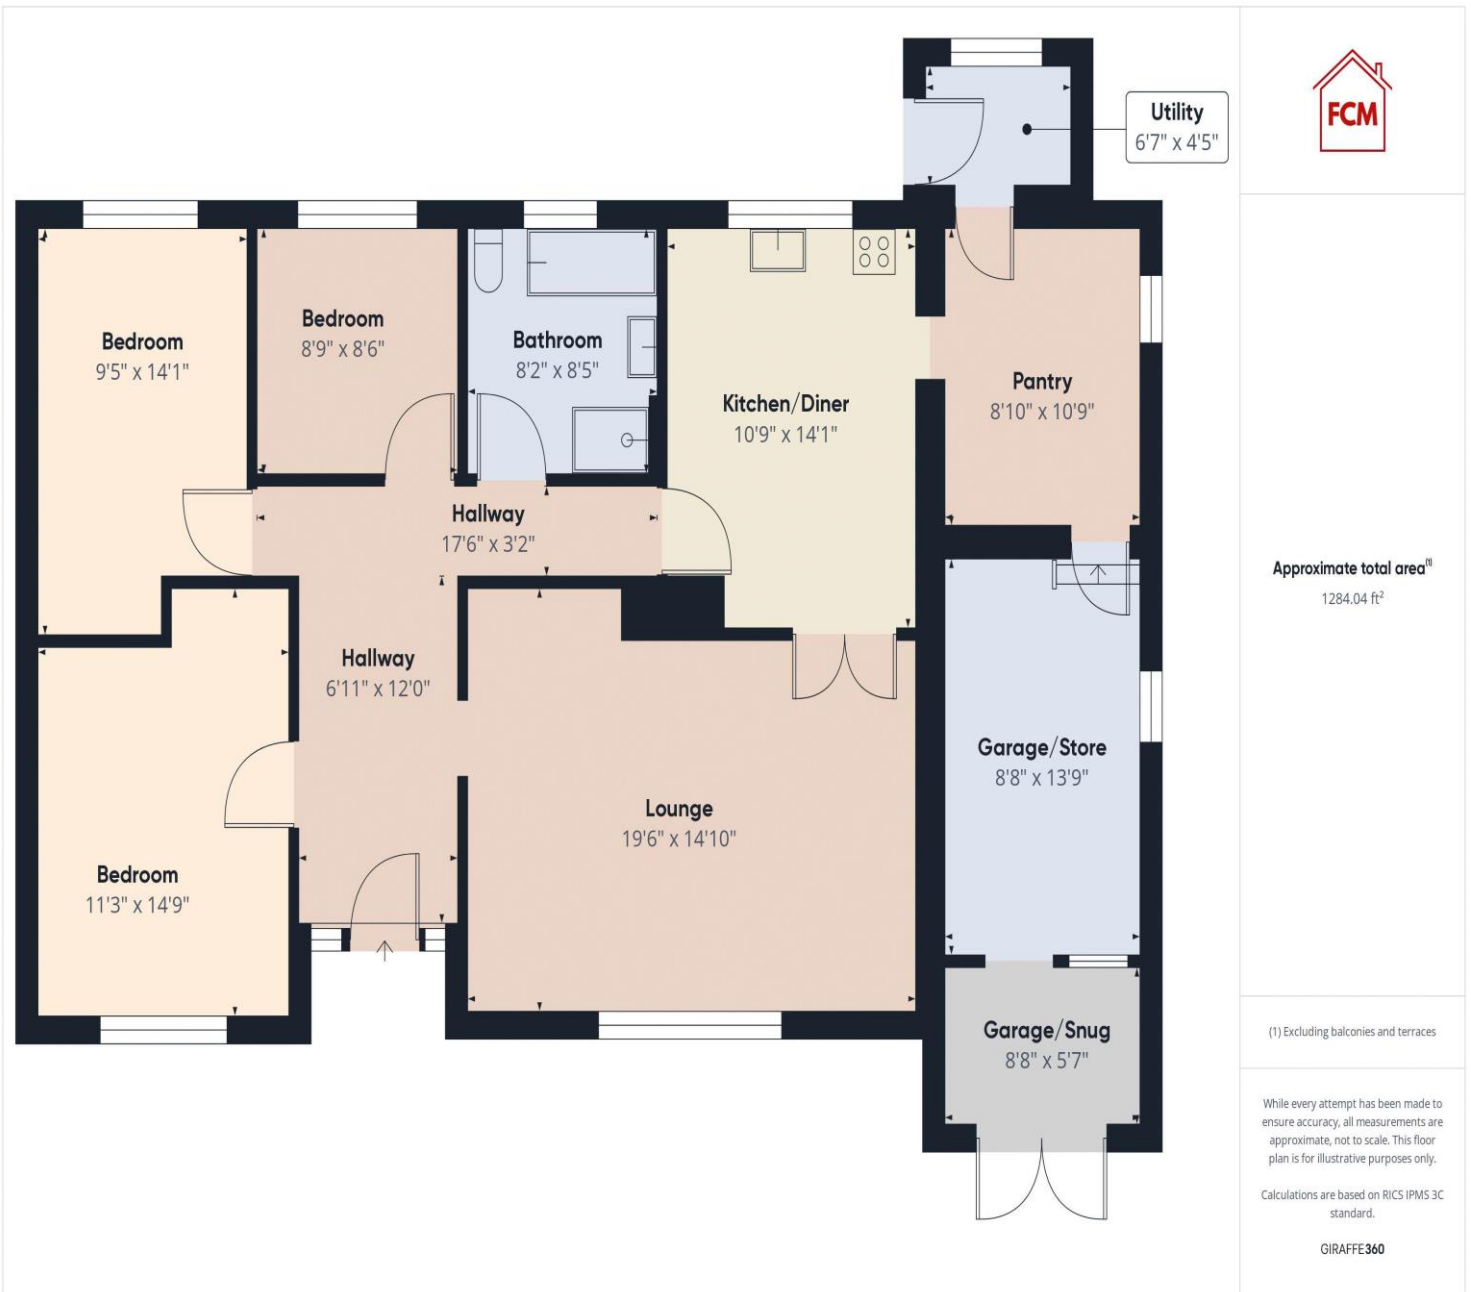 FCM
Utility
6'7" x 4'5"
Bedroom
9'5" x 14'1"
Bedroom
8'9" x 8'6"
Bathroom
8'2" x 8'5"
Kitchen/Diner
10'9" x 14'1"
Pantry
8'10" x 10'9"
Hallway
17'6" x 3'2"
Hallway
6'11" x 12'0"
Garage/Store
8'8" x 13'9"
Lounge
19'6" x 14'10"
Bedroom
11'3" x 14'9"
Garage/Snug
8'8" x 5'7"
Approximate total area⁽¹⁾
1284.04 ft²
(1) Excluding balconies and terraces
While every attempt has been made to
ensure accuracy, all measurements are
approximate, not to scale. This floor
plan is for illustrative purposes only.
Calculations are based on RICS IPMS 3C
standard.
GIRAFFE360